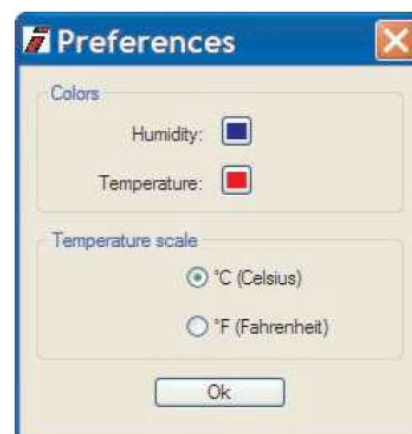 Preferences
Colors
Humidity:
Temperature:
Temperature scale
°C (Celsius)
°F (Fahrenheit)
Ok